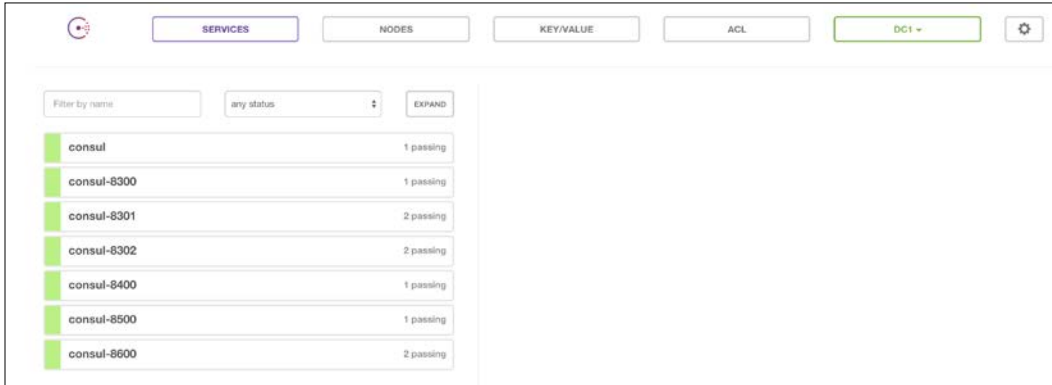 SERVICES NODES KEY/VALUE ACL DC1
Filter by name any status EXPAND
consul 1 passing
consul-8300 1 passing
consul-8301 2 passing
consul-8302 2 passing
consul-8400 1 passing
consul-8500 1 passing
consul-8600 2 passing